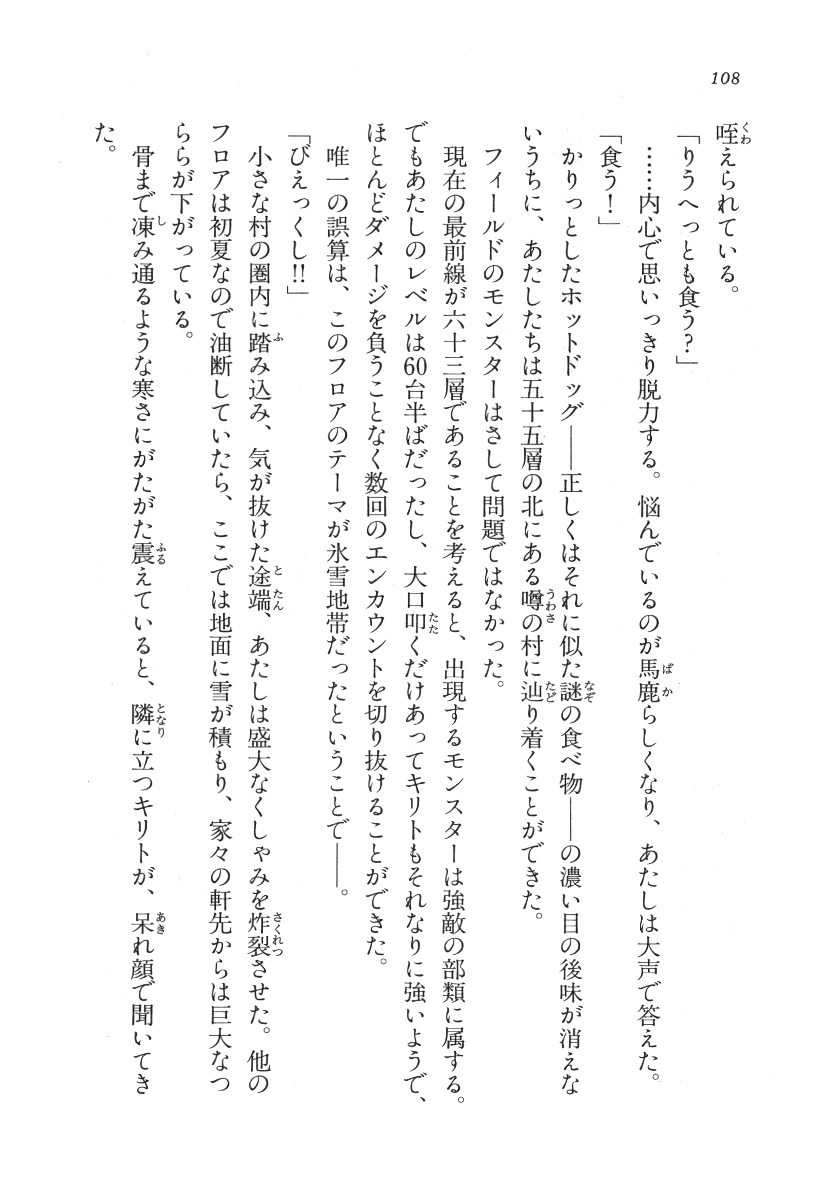 108
咥えられている。
「りうへっとも食う?」
……内心で思いっきり脱力する。悩んでいるのが馬鹿らしくなり、あたしは大声で答えた。
「食う!」
かりっとしたホットドッグ――正しくはそれに似た謎の食べ物――の濃い目の後味が消えな
いうちに、あたしたちは五十五層の北にある噂の村に辿り着くことができた。
フィールドのモンスターはさして問題ではなかった。
現在の最前線が六十三層であることを考えると、出現するモンスターは強敵の部類に属する。
でもあたしのレベルは60台半ばだったし、大口叩くだけあってキリトもそれなりに強いようで、
ほとんどダメージを負うことなく数回のエンカウントを切り抜けることができた。
唯一の誤算は、このフロアのテーマが氷雪地帯だったということで――。
「びえっくし!!」
小さな村の圏内に踏み込み、気が抜けた途端、あたしは盛大なくしゃみを炸裂させた。他の
フロアは初夏なので油断していたら、ここでは地面に雪が積もり、家々の軒先からは巨大なつ
ららが下がっている。
骨まで凍み通るような寒さにがたがた震えていると、隣に立つキリトが、呆れ顔で聞いてき
た。